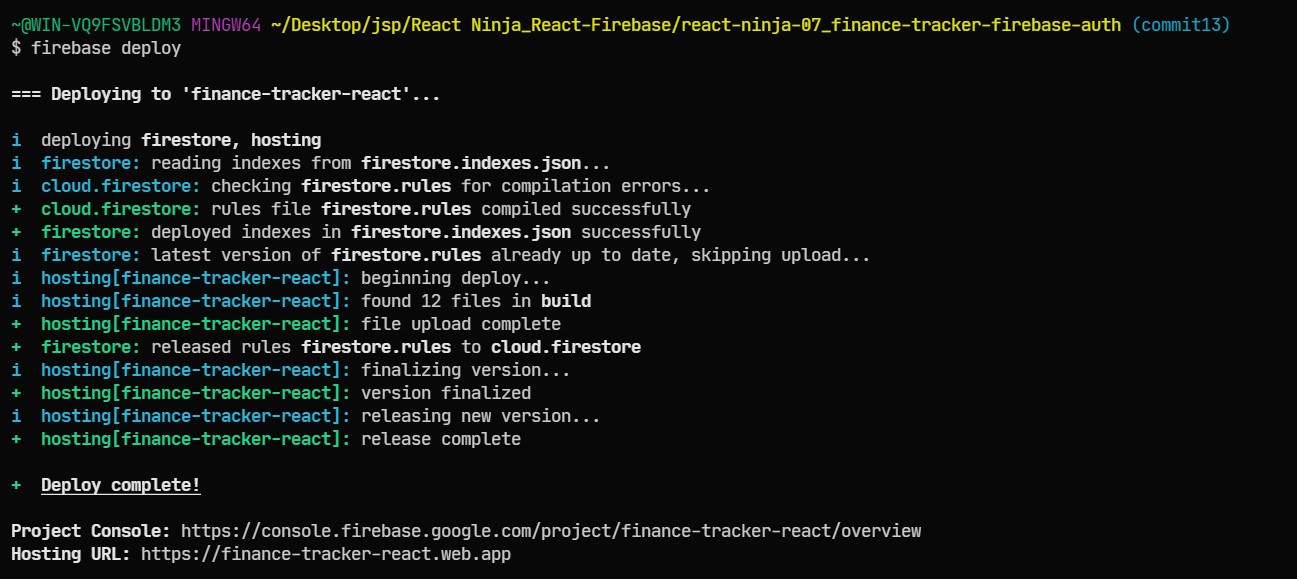 ~@WIN-VQ9FSVBLDM3 MINGW64 ~/Desktop/jsp/React Ninja_React-Firebase/react-ninja-07_finance-tracker-firebase-auth (commit13)
$ firebase deploy
=== Deploying to 'finance-tracker-react'...
i  deploying firestore, hosting
i  firestore: reading indexes from firestore.indexes.json...
i  cloud.firestore: checking firestore.rules for compilation errors...
+  cloud.firestore: rules file firestore.rules compiled successfully
+  firestore: deployed indexes in firestore.indexes.json successfully
i  firestore: latest version of firestore.rules already up to date, skipping upload...
i  hosting[finance-tracker-react]: beginning deploy...
i  hosting[finance-tracker-react]: found 12 files in build
+  hosting[finance-tracker-react]: file upload complete
+  firestore: released rules firestore.rules to cloud.firestore
i  hosting[finance-tracker-react]: finalizing version...
+  hosting[finance-tracker-react]: version finalized
i  hosting[finance-tracker-react]: releasing new version...
+  hosting[finance-tracker-react]: release complete
+  Deploy complete!
Project Console: https://console.firebase.google.com/project/finance-tracker-react/overview
Hosting URL: https://finance-tracker-react.web.app